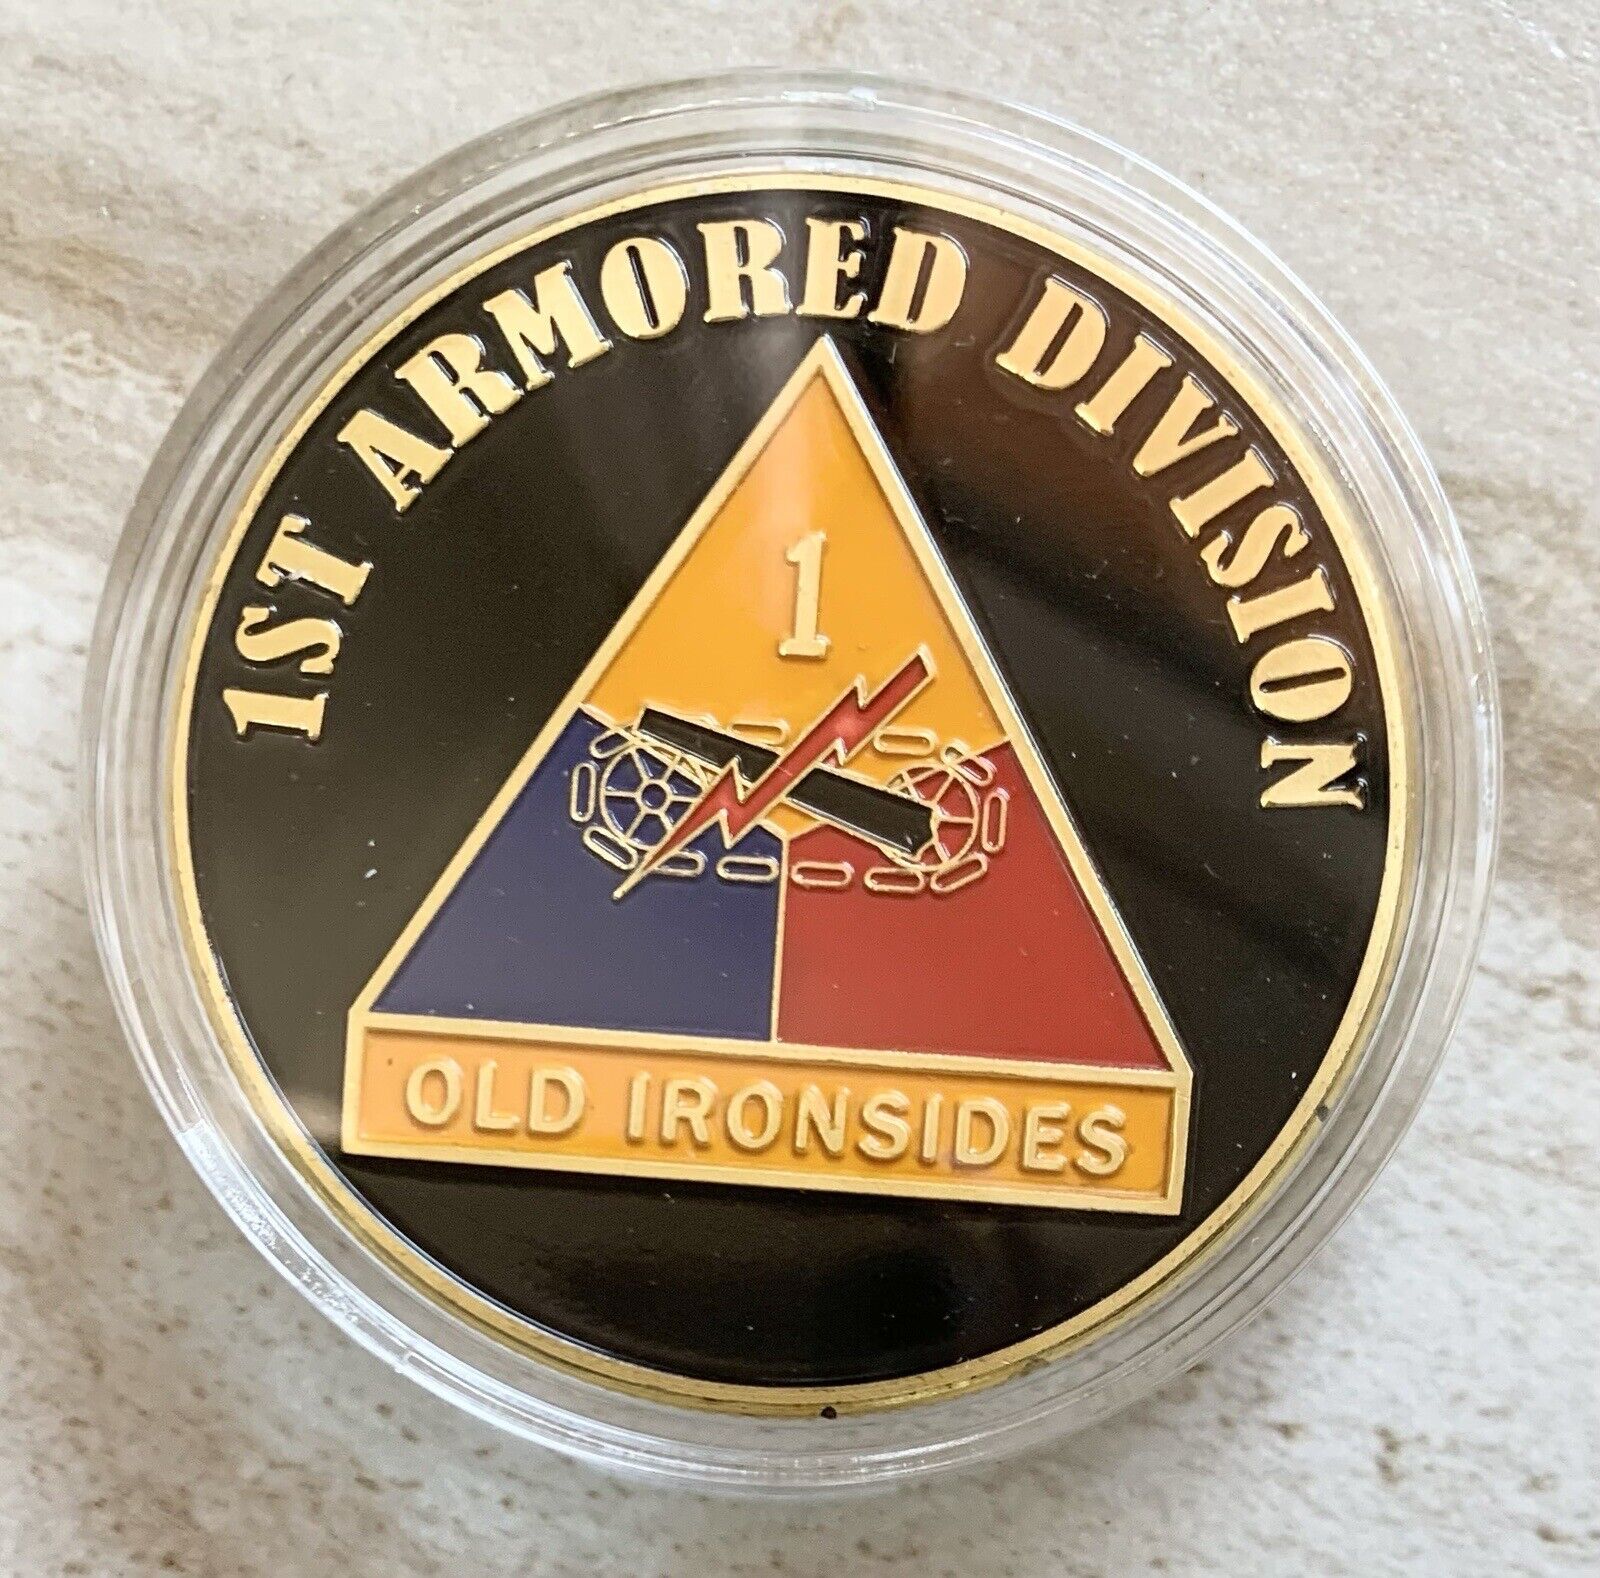 1ST ARMORED DIVISION
1
OLD IRONSIDES